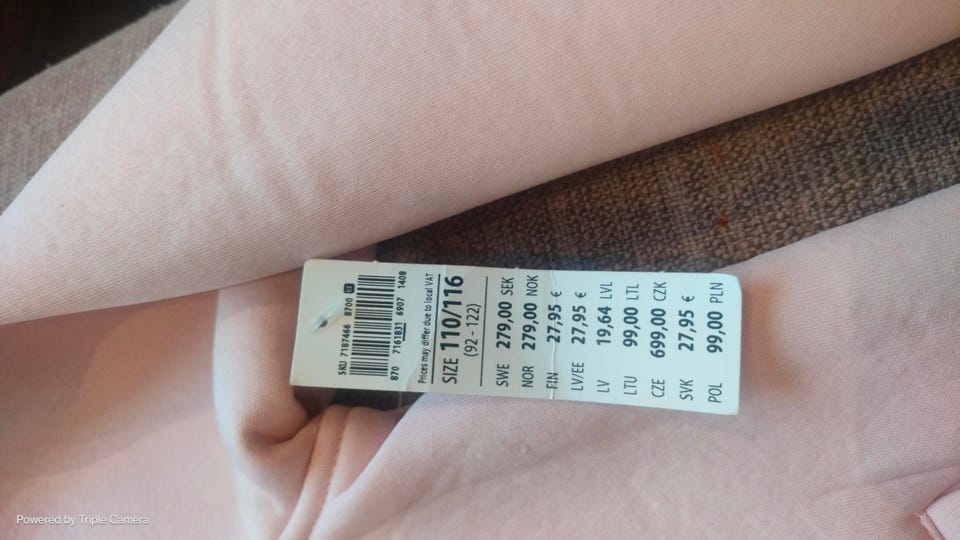 SKU 7187466 8700
870 7161831 6907 1408
Prices may differ due to local VAT
SIZE 110/116
(92 - 122)
SWE 279,00 SEK
NOR 279,00 NOK
FIN 27,95 €
LV/EE 27,95 €
LV 19,64 LVL
LTU 99,00 LTL
CZE 699,00 CZK
SVK 27,95 €
POL 99,00 PLN
Powered by Triple Camera